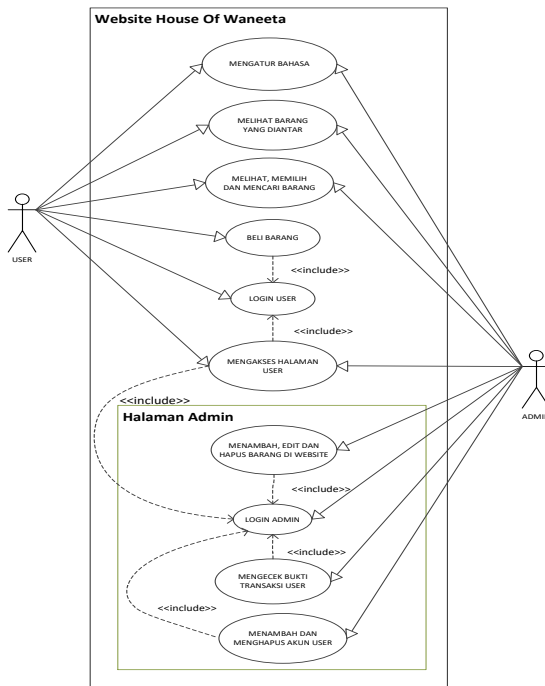 Website House Of Waneeta
MENGATUR BAHASA
MELIHAT BARANG
YANG DIANTAR
MELIHAT, MEMILIH
DAN MENCARI BARANG
USER
BELI BARANG
<<include>>
LOGIN USER
<<include>>
MENGAKSES HALAMAN
USER
ADMIN
<<include>>
Halaman Admin
MENAMBAH, EDIT DAN
HAPUS BARANG DI WEBSITE
<<include>>
LOGIN ADMIN
<<include>>
MENGECEK BUKTI
TRANSAKSI USER
<<include>>
MENAMBAH DAN
MENGHAPUS AKUN USER